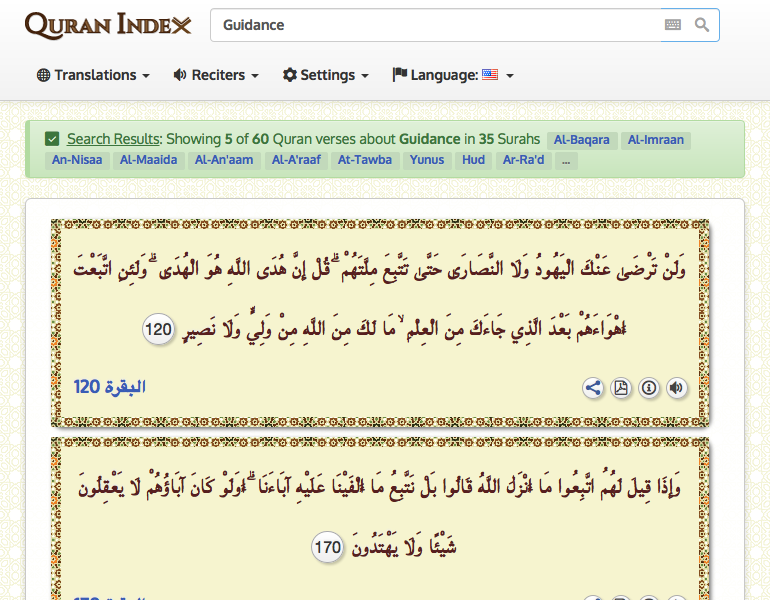 QURAN INDEX
Guidance
Translations Reciters Settings Language:
Search Results: Showing 5 of 60 Quran verses about Guidance in 35 Surahs Al-Baqara Al-Imraan
An-Nisaa Al-Maaida Al-An'aam Al-A'raaf At-Tawba Yunus Hud Ar-Ra'd ...
وَلَنْ تَرْضَىٰ عَنْكَ الْيَهُودُ وَلَا النَّصَارَىٰ حَتَّىٰ تَتَّبِعَ مِلَّتَهُمْ ۗ قُلْ إِنَّ هُدَى اللَّهِ هُوَ الْهُدَىٰ ۗ وَلَئِنِ اتَّبَعْتَ
أَهْوَاءَهُمْ بَعْدَ الَّذِي جَاءَكَ مِنَ الْعِلْمِ ۙ مَا لَكَ مِنَ اللَّهِ مِنْ وَلِيٍّ وَلَا نَصِيرٍ 120
البقرة 120
وَإِذَا قِيلَ لَهُمُ اتَّبِعُوا مَا أَنْزَلَ اللَّهُ قَالُوا بَلْ نَتَّبِعُ مَا أَلْفَيْنَا عَلَيْهِ آبَاءَنَا ۗ أَوَلَوْ كَانَ آبَاؤُهُمْ لَا يَعْقِلُونَ
شَيْئًا وَلَا يَهْتَدُونَ 170